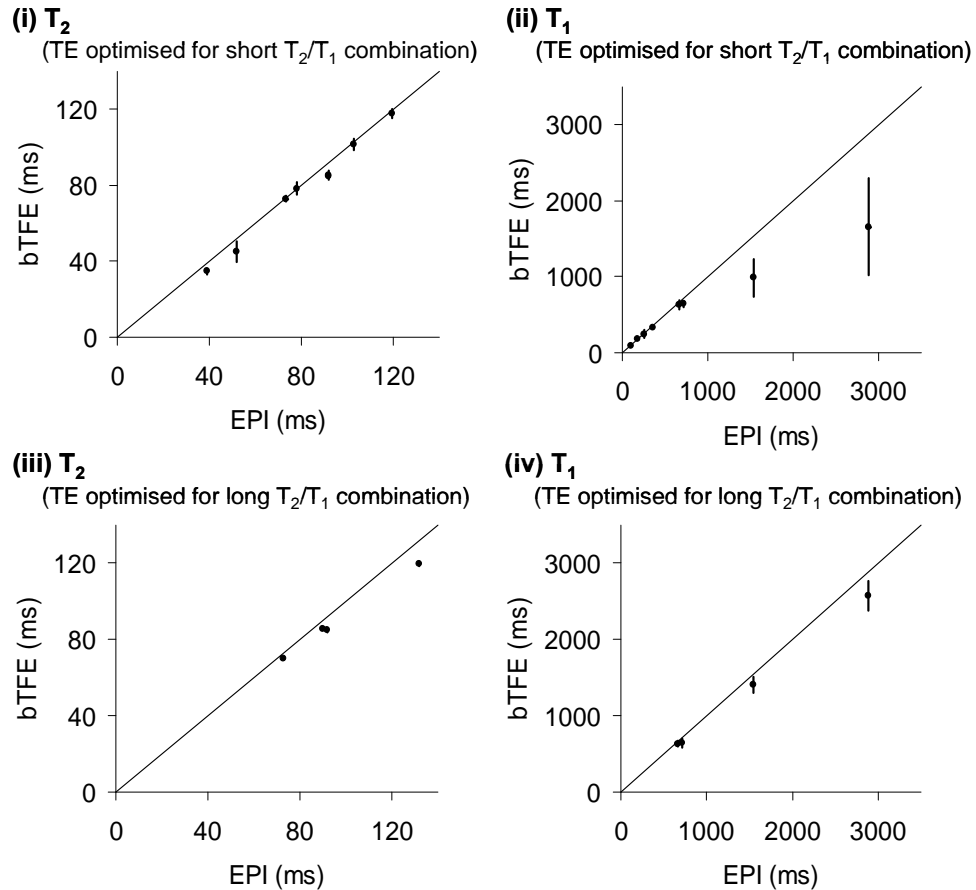 (i) T2
(TE optimised for short T2/T1 combination)
120
80
40
0
bTFE (ms)
0 40 80 120
EPI (ms)
(ii) T1
(TE optimised for short T2/T1 combination)
3000
2000
1000
0
bTFE (ms)
0 1000 2000 3000
EPI (ms)
(iii) T2
(TE optimised for long T2/T1 combination)
120
80
40
0
bTFE (ms)
0 40 80 120
EPI (ms)
(iv) T1
(TE optimised for long T2/T1 combination)
3000
2000
1000
0
bTFE (ms)
0 1000 2000 3000
EPI (ms)